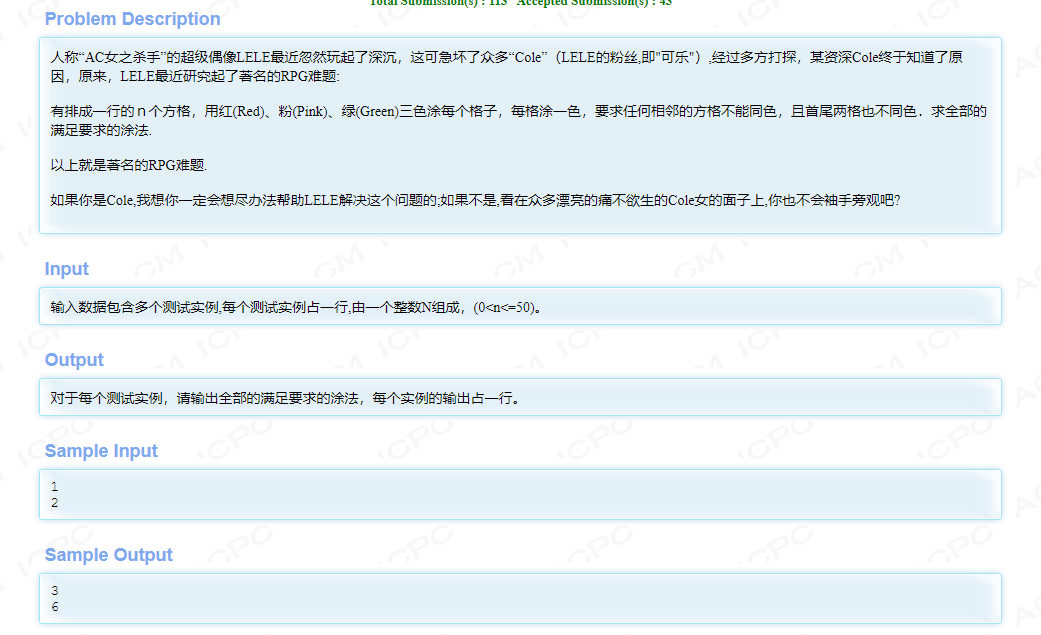 Total Submission(s) : 113 Accepted Submission(s) : 43
Problem Description
人称“AC女之杀手”的超级偶像LELE最近忽然玩起了深沉，这可急坏了众多“Cole”（LELE的粉丝,即"可乐"）,经过多方打探，某资深Cole终于知道了原
因，原来，LELE最近研究起了著名的RPG难题:
有排成一行的ｎ个方格，用红(Red)、粉(Pink)、绿(Green)三色涂每个格子，每格涂一色，要求任何相邻的方格不能同色，且首尾两格也不同色．求全部的
满足要求的涂法.
以上就是著名的RPG难题.
如果你是Cole,我想你一定会想尽办法帮助LELE解决这个问题的;如果不是,看在众多漂亮的痛不欲生的Cole女的面子上,你也不会袖手旁观吧?
Input
输入数据包含多个测试实例,每个测试实例占一行,由一个整数N组成，(0<n<=50)。
Output
对于每个测试实例，请输出全部的满足要求的涂法，每个实例的输出占一行。
Sample Input
1
2
Sample Output
3
6